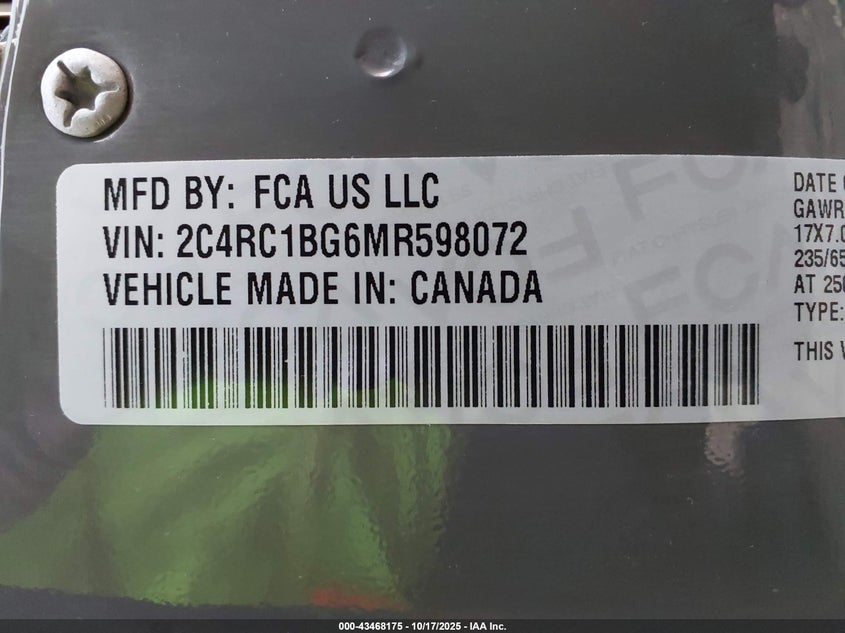 MFD BY: FCA US LLC
VIN: 2C4RC1BG6MR598072
VEHICLE MADE IN: CANADA
DATE
GAWR
17X7.0
235/65
AT 250
TYPE:
THIS
000-43468175 - 10/17/2025 - IAA Inc.